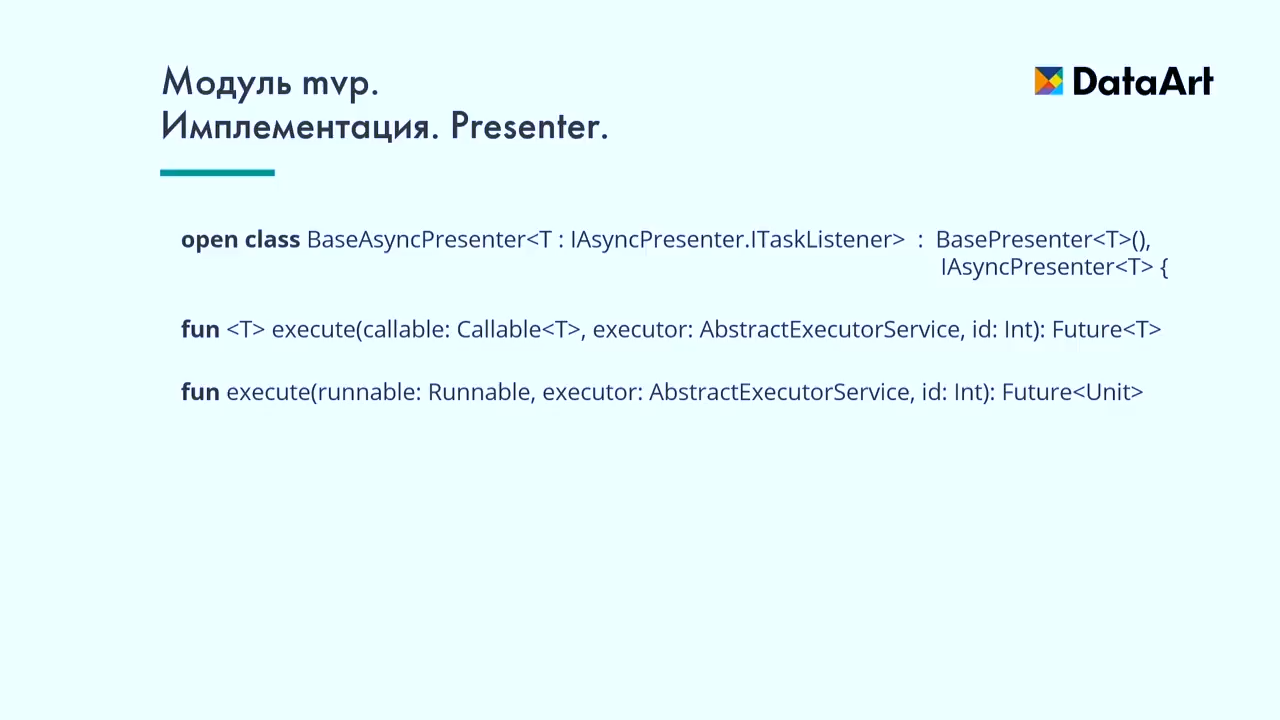 Модуль mvp.
Имплементация. Presenter.
DataArt
open class BaseAsyncPresenter<T : IAsyncPresenter.ITaskListener>  :  BasePresenter<T>(),
IAsyncPresenter<T> {
fun <T> execute(callable: Callable<T>, executor: AbstractExecutorService, id: Int): Future<T>
fun execute(runnable: Runnable, executor: AbstractExecutorService, id: Int): Future<Unit>